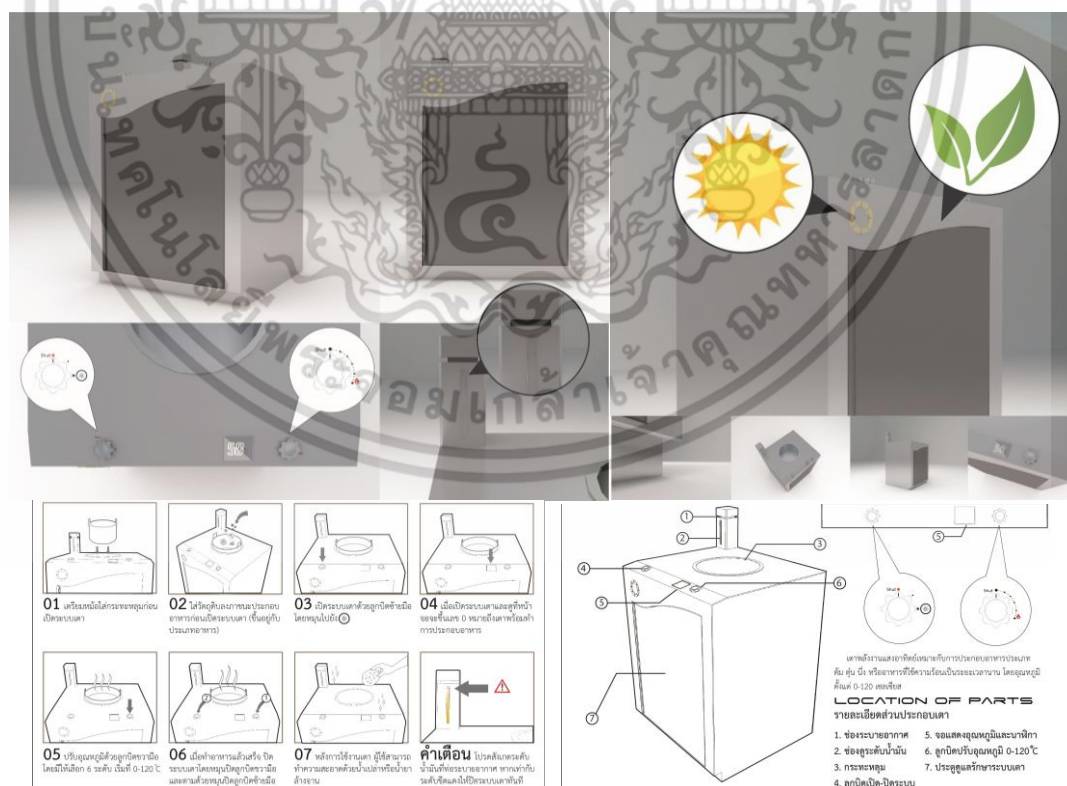 Shut
Shut
50
01 เตรียมหม้อใส่กระทะหลุมก่อน
เปิดระบบเตา
02 ใส่วัตถุดิบลงภาชนะประกอบ
อาหารก่อนเปิดระบบเตา (ขึ้นอยู่กับ
ประเภทอาหาร)
03 เปิดระบบเตาด้วยลูกบิดซ้ายมือ
โดยหมุนไปยัง
04 เมื่อเปิดระบบเตาและดูที่หน้า
จอจะขึ้นเลข 0 หมายถึงเตาพร้อมทำ
การประกอบอาหาร
05 ปรับอุณหภูมิด้วยลูกบิดขวามือ
โดยมีให้เลือก 6 ระดับ เริ่มที่ 0-120 ํC
06 เมื่อทำอาหารแล้วเสร็จ ปิด
ระบบเตาโดยหมุนปิดลูกบิดขวามือ
และตามด้วยหมุนปิดลูกบิดซ้ายมือ
07 หลังการใช้งานเตา ผู้ใช้สามารถ
ทำความสะอาดด้วยน้ำเปล่าหรือน้ำยา
ล้างจาน
คำเตือน โปรดสังเกตระดับ
น้ำมันที่ท่อระบายอากาศ หากเท่ากับ
ระดับขีดแดงให้ปิดระบบเตาทันที
1
2
3
4
5
6
7
5
Shut
Shut
เตาพลังงานแสงอาทิตย์เหมาะกับการประกอบอาหารประเภท
ต้ม ตุ๋น นึ่ง หรืออาหารที่ใช้ความร้อนเป็นระยะเวลานาน โดยอุณหภูมิ
ตั้งแต่ 0-120 เซลเซียส
LOCATION OF PARTS
รายละเอียดส่วนประกอบเตา
1. ช่องระบายอากาศ
2. ช่องดูระดับน้ำมัน
3. กระทะหลุม
4. ลูกบิดเปิด-ปิดระบบ
5. จอแสดงอุณหภูมิและนาฬิกา
6. ลูกบิดปรับอุณหภูมิ 0-120 ํC
7. ประตูดูแลรักษาระบบเตา